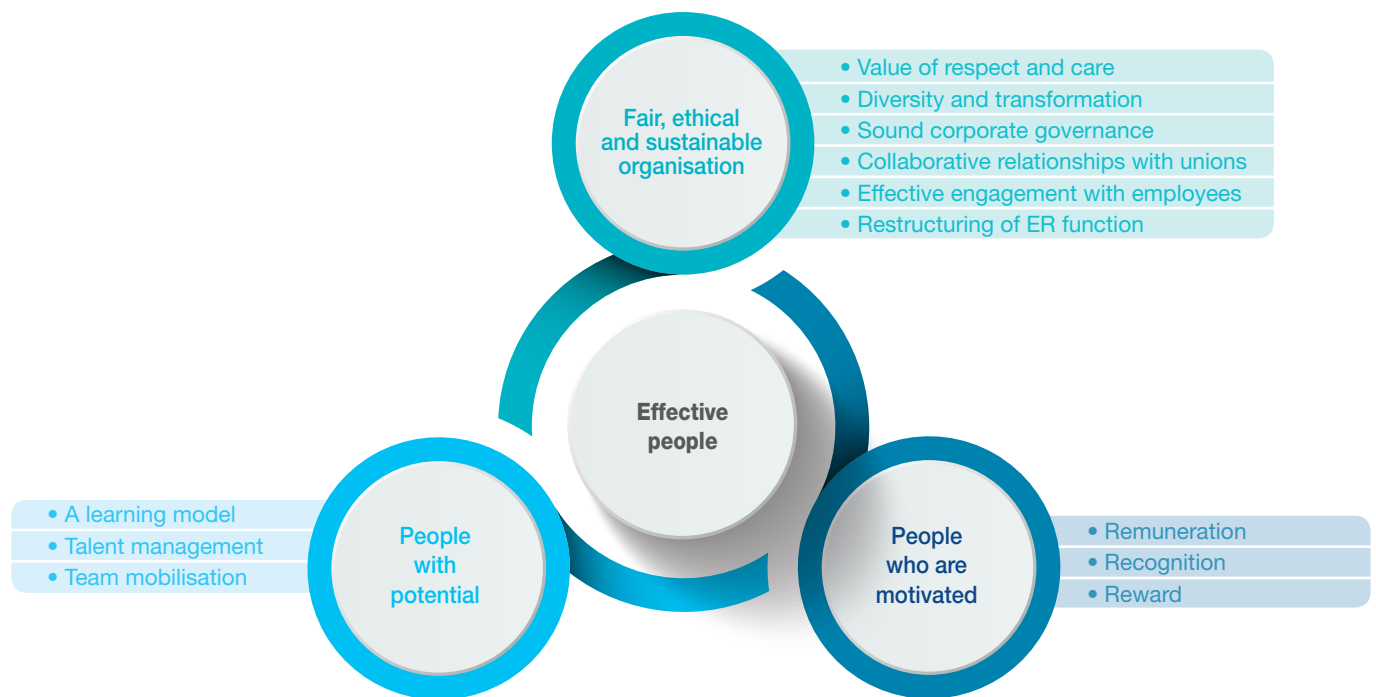 Fair, ethical
and sustainable
organisation
• Value of respect and care
• Diversity and transformation
• Sound corporate governance
• Collaborative relationships with unions
• Effective engagement with employees
• Restructuring of ER function
Effective
people
• A learning model
• Talent management
• Team mobilisation
People
with
potential
People
who are
motivated
• Remuneration
• Recognition
• Reward